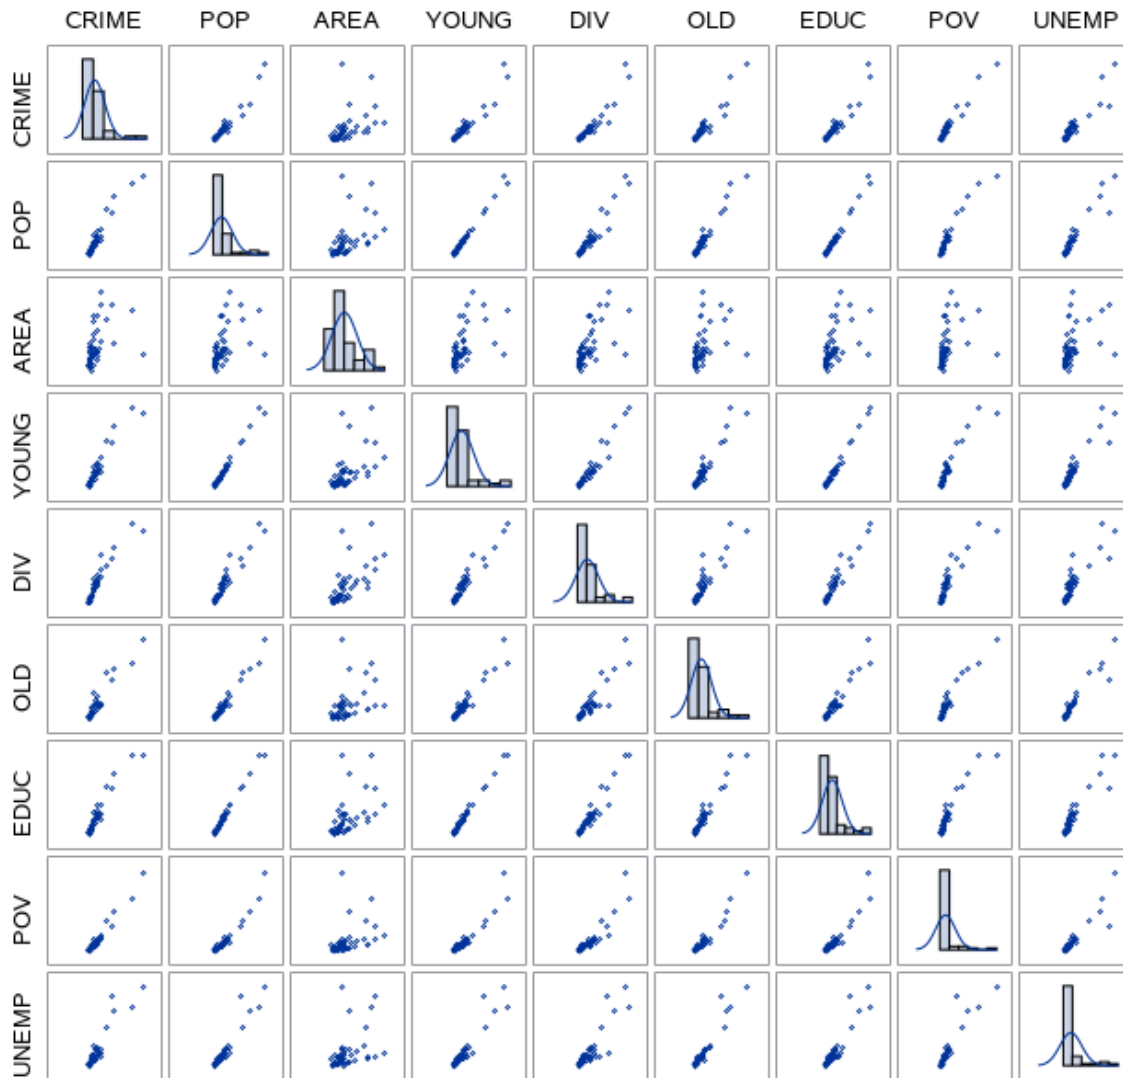 CRIME POP AREA YOUNG DIV OLD EDUC POV UNEMP
CRIME
POP
AREA
YOUNG
DIV
OLD
EDUC
POV
UNEMP